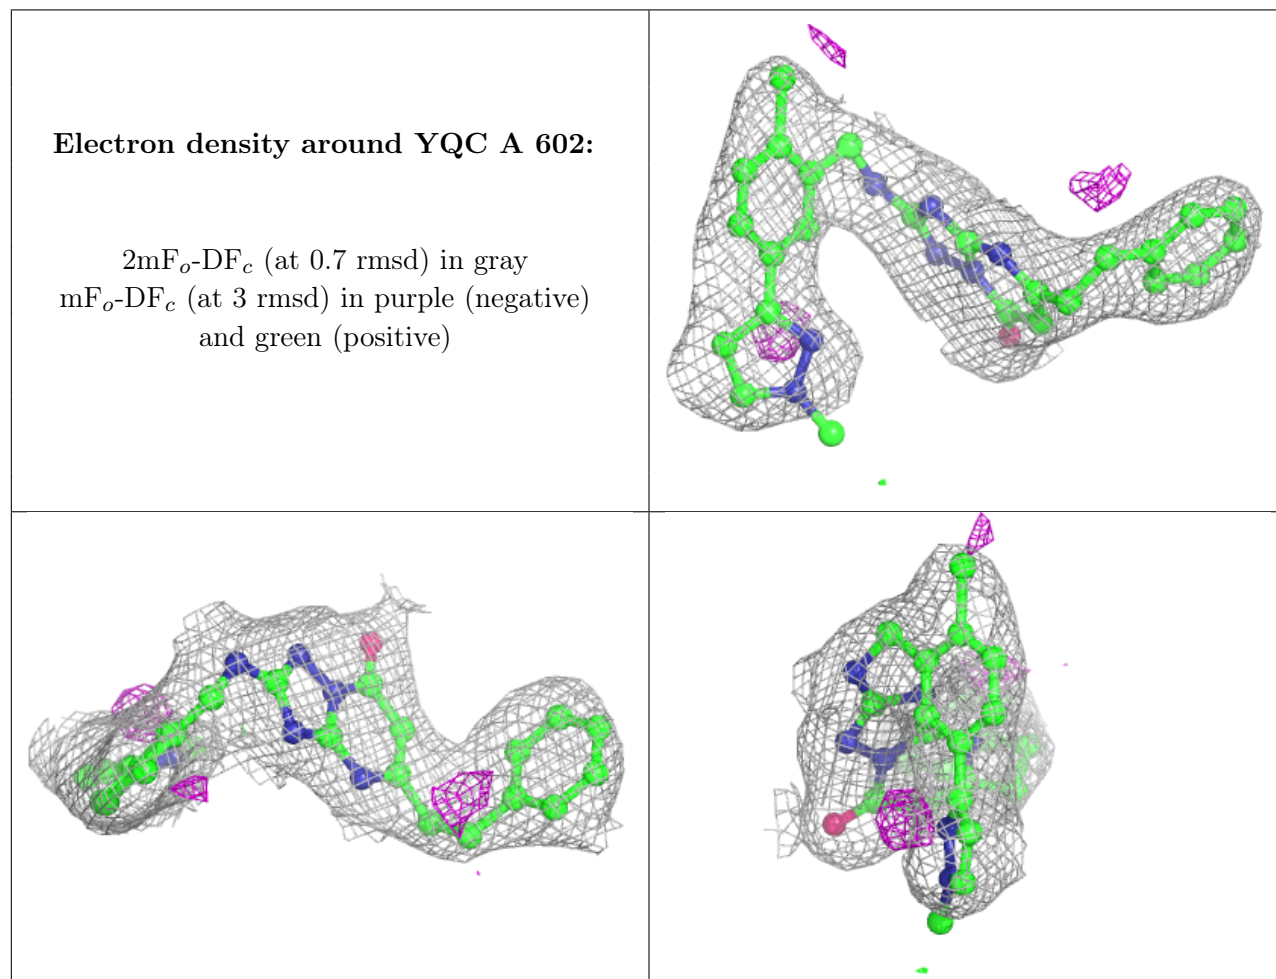 Electron density around YQC A 602:
2mFo-DFc (at 0.7 rmsd) in gray
mFo-DFc (at 3 rmsd) in purple (negative)
and green (positive)